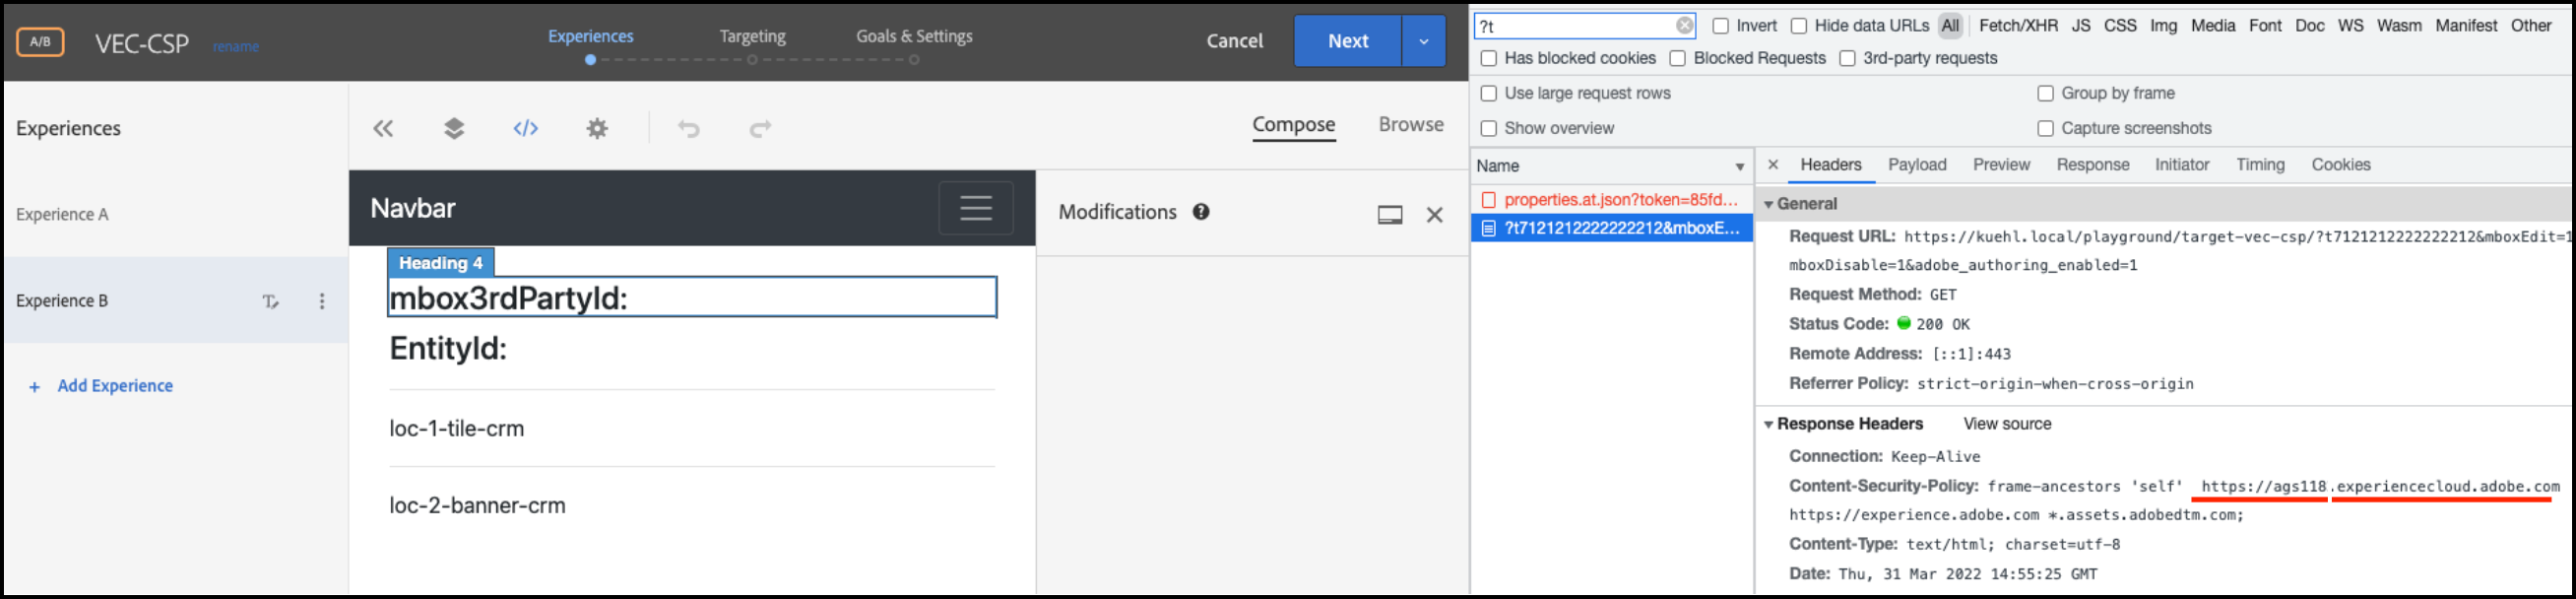 A/B
VEC-CSP rename
Experiences Targeting Goals & Settings
Cancel Next
Experiences
Compose Browse
Experience A
Experience B
+ Add Experience
Navbar
Heading 4
mbox3rdPartyId:
EntityId:
loc-1-tile-crm
loc-2-banner-crm
Modifications ?
?t
Invert Hide data URLs All Fetch/XHR JS CSS Img Media Font Doc WS Wasm Manifest Other
Has blocked cookies Blocked Requests 3rd-party requests
Use large request rows Group by frame
Show overview Capture screenshots
Name
properties.at.json?token=85fd...
?t7121212222222212&mboxE...
Headers Payload Preview Response Initiator Timing Cookies
General
Request URL: https://kuehl.local/playground/target-vec-csp/?t7121212222222212&mboxEdit=1
mboxDisable=1&adobe_authoring_enabled=1
Request Method: GET
Status Code: 200 OK
Remote Address: [::1]:443
Referrer Policy: strict-origin-when-cross-origin
Response Headers View source
Connection: Keep-Alive
Content-Security-Policy: frame-ancestors 'self' https://ags118.experiencecloud.adobe.com
https://experience.adobe.com *.assets.adobedtm.com;
Content-Type: text/html; charset=utf-8
Date: Thu, 31 Mar 2022 14:55:25 GMT